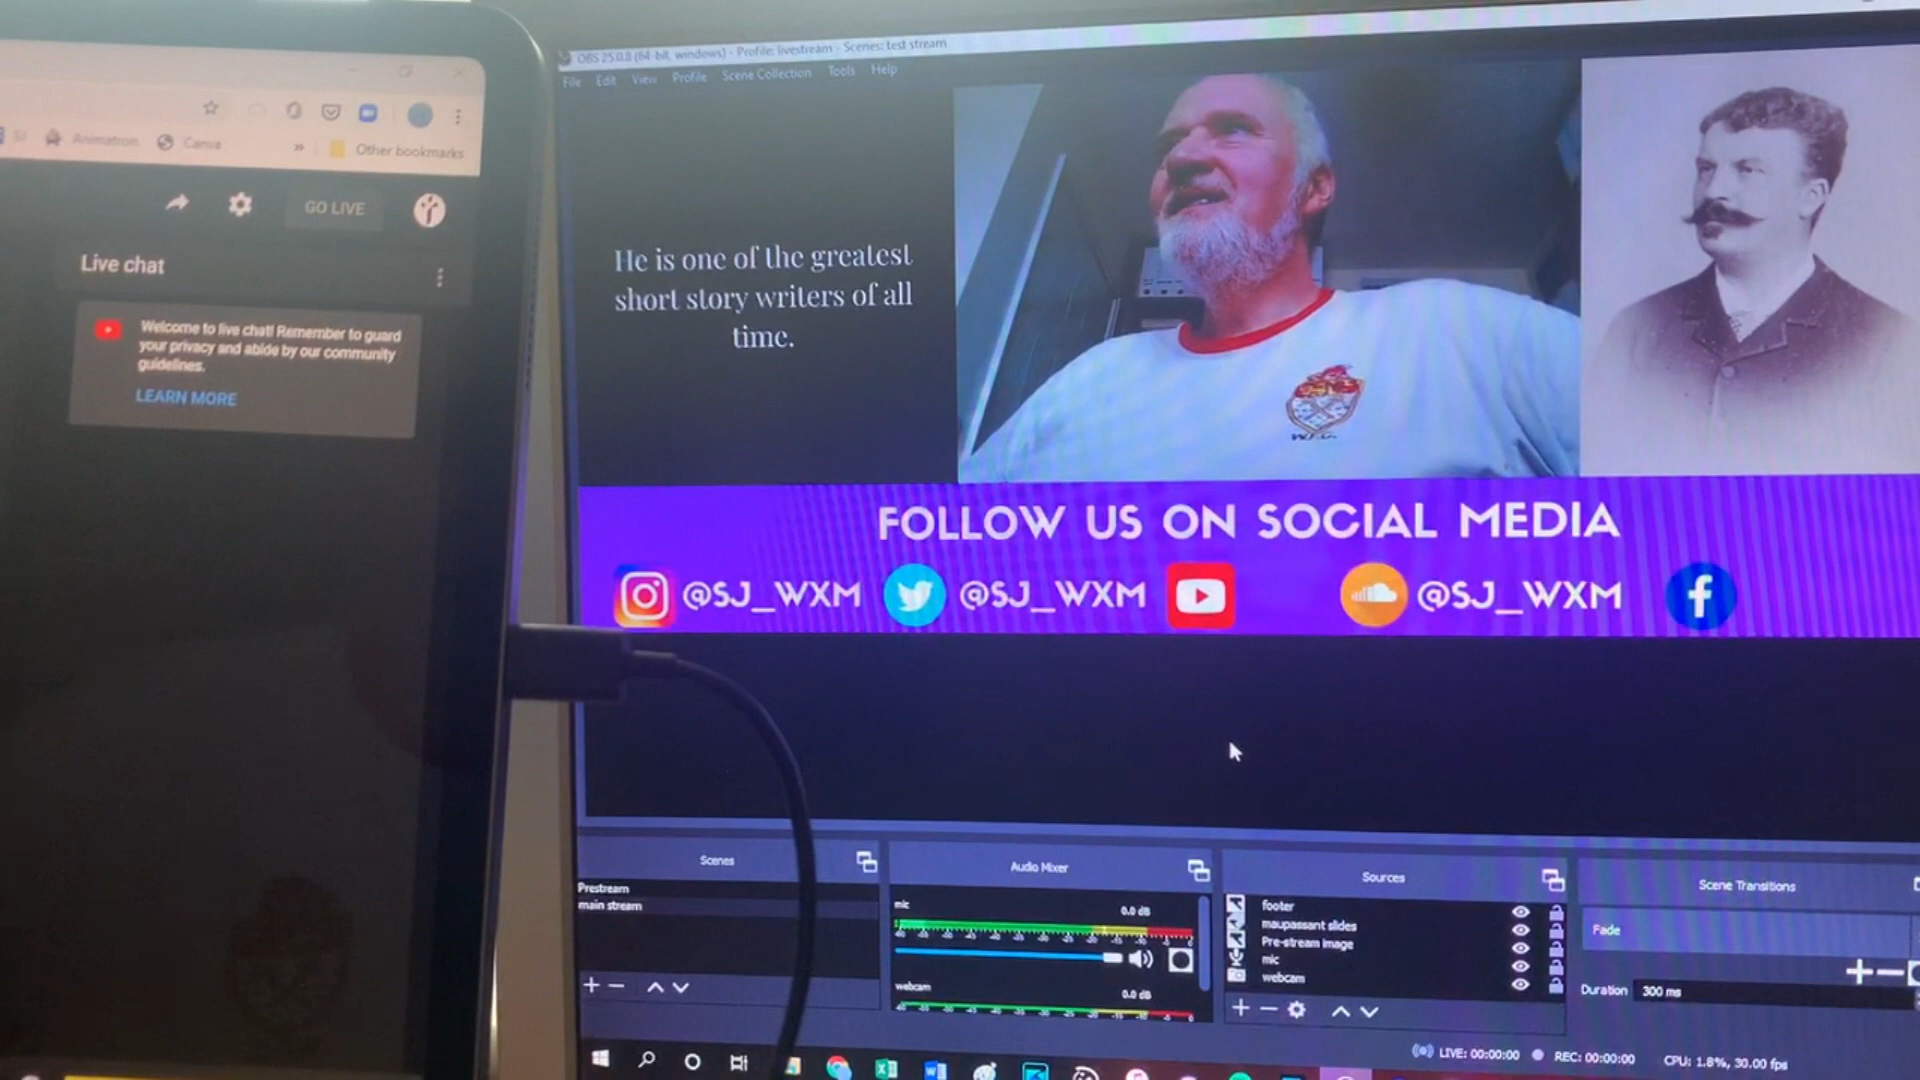 Animatron
Canva
»
Other bookmarks
GO LIVE
Live chat
Welcome to live chat! Remember to guard
your privacy and abide by our community
guidelines.
LEARN MORE
OBS 25.0.8 (64-bit, windows) - Profile: livestream - Scenes: test stream
File Edit View Profile Scene Collection Tools Help
He is one of the greatest
short story writers of all
time.
W.F.C.
FOLLOW US ON SOCIAL MEDIA
@SJ_WXM @SJ_WXM @SJ_WXM
Scenes
Prestream
main stream
Audio Mixer
mic 0.0 dB
webcam 0.0 dB
Sources
footer
maupassant slides
Pre-stream image
mic
webcam
Scene Transitions
Fade
Duration 300 ms
LIVE: 00:00:00 REC: 00:00:00 CPU: 1.8%, 30.00 fps